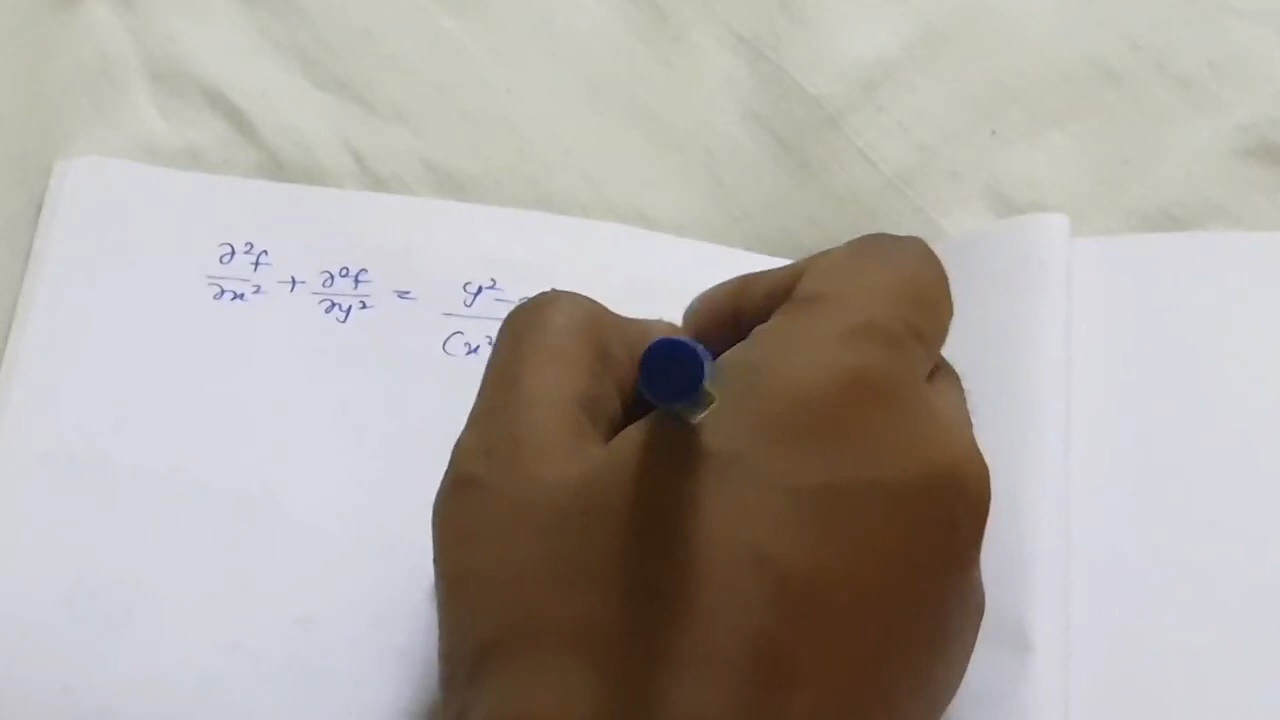 ∂²f/∂x² + ∂²f/∂y² = y² - / (x²